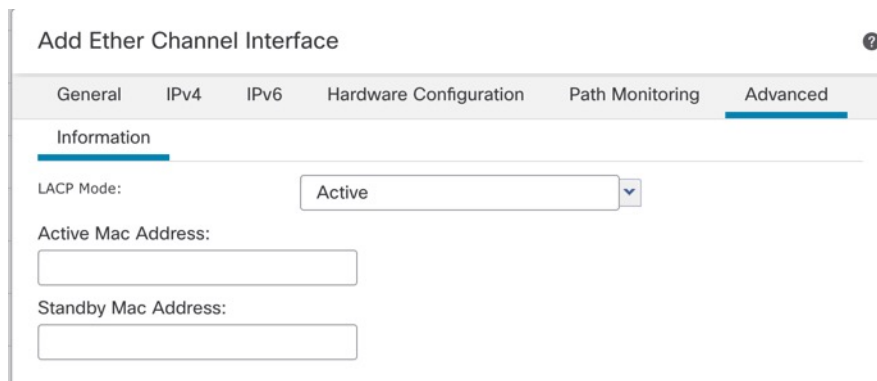 Add Ether Channel Interface
?
General IPv4 IPv6 Hardware Configuration Path Monitoring Advanced
Information
LACP Mode: Active
Active Mac Address:
Standby Mac Address: